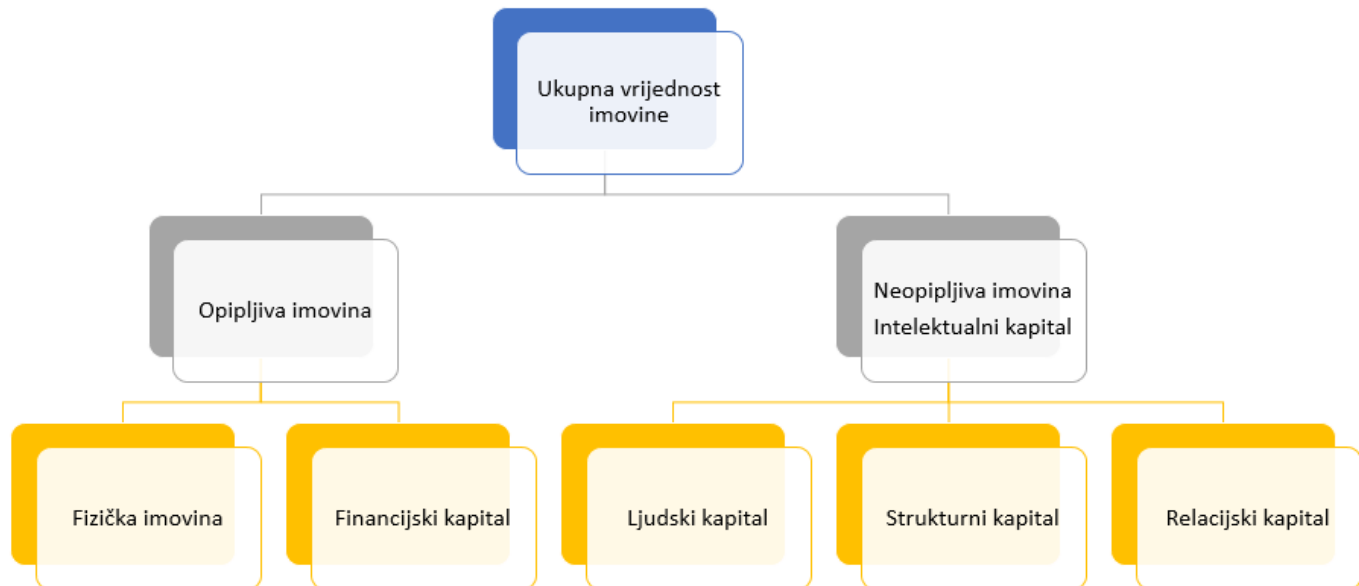 Ukupna vrijednost
imovine
Opipljiva imovina
Neopipljiva imovina
Intelektualni kapital
Fizička imovina
Financijski kapital
Ljudski kapital
Strukturni kapital
Relacijski kapital